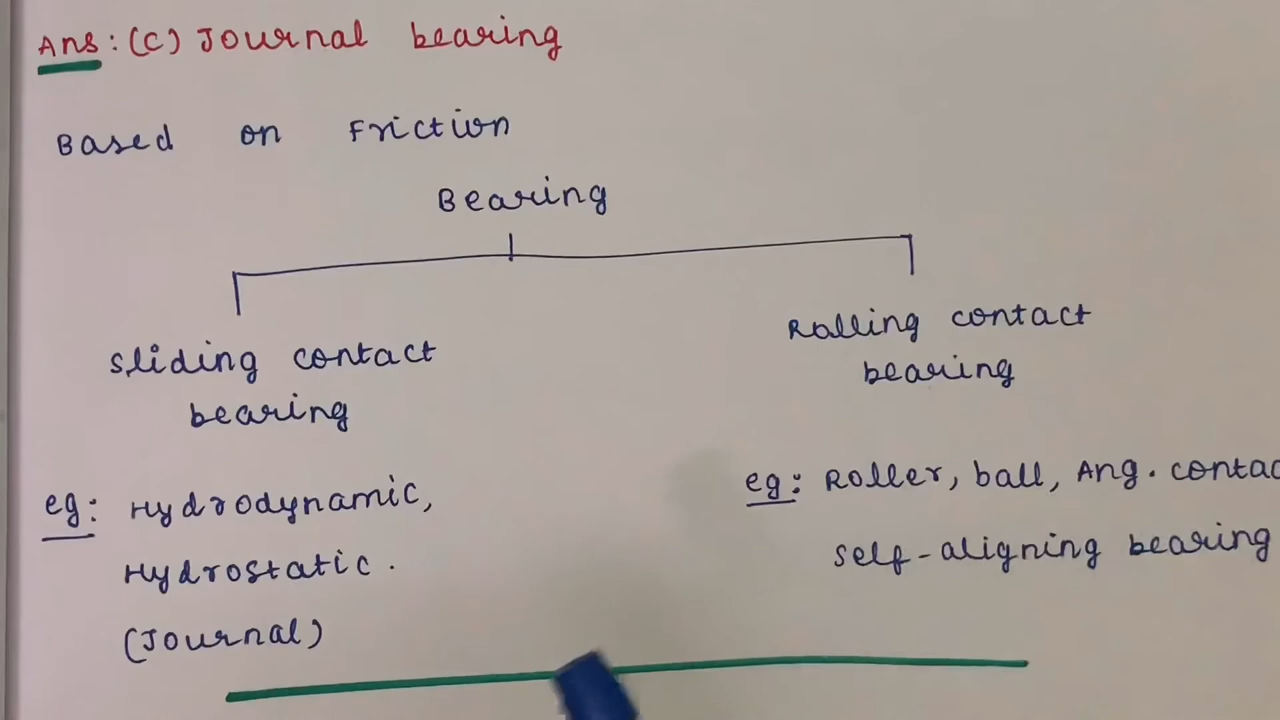 Ans: (C) Journal bearing
Based on Friction
Bearing
Sliding contact
bearing
Rolling contact
bearing
eg: Hydrodynamic,
Hydrostatic.
(Journal)
eg: Roller, ball, Ang. contac
self-aligning bearing